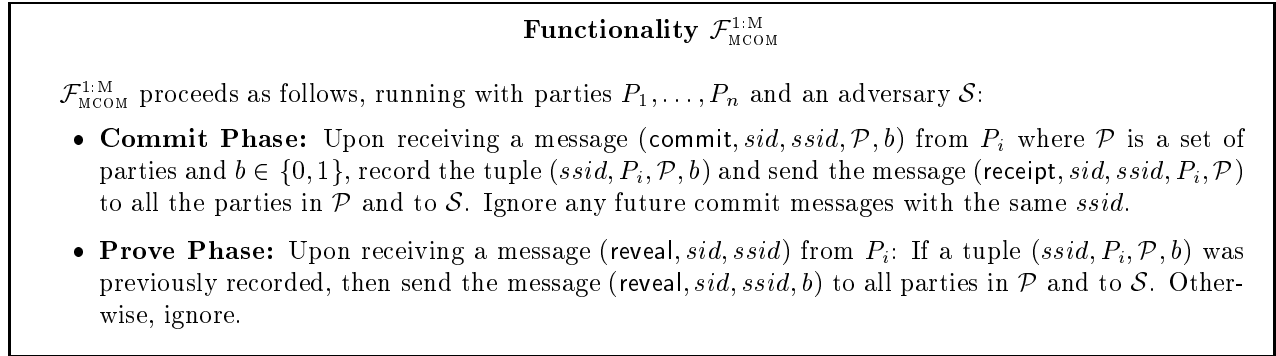 Functionality F^{1:M}_{MCOM}
F^{1:M}_{MCOM} proceeds as follows, running with parties P_1, . . . , P_n and an adversary S:
• Commit Phase: Upon receiving a message (commit, sid, ssid, P, b) from P_i where P is a set of
parties and b ∈ {0, 1}, record the tuple (ssid, P_i, P, b) and send the message (receipt, sid, ssid, P_i, P)
to all the parties in P and to S. Ignore any future commit messages with the same ssid.
• Prove Phase: Upon receiving a message (reveal, sid, ssid) from P_i: If a tuple (ssid, P_i, P, b) was
previously recorded, then send the message (reveal, sid, ssid, b) to all parties in P and to S. Other-
wise, ignore.